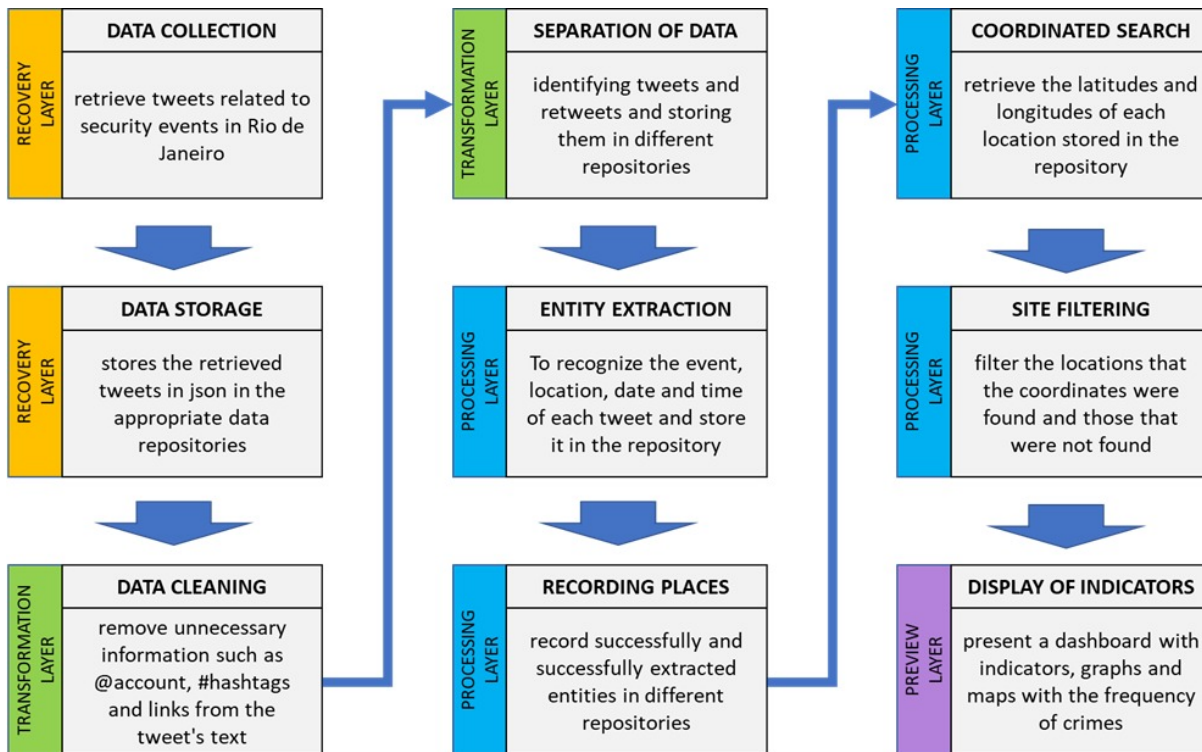 RECOVERY
LAYER
DATA COLLECTION
retrieve tweets related to
security events in Rio de
Janeiro
RECOVERY
LAYER
DATA STORAGE
stores the retrieved
tweets in json in the
appropriate data
repositories
TRANSFORMATION
LAYER
DATA CLEANING
remove unnecessary
information such as
@account, #hashtags
and links from the
tweet's text
TRANSFORMATION
LAYER
SEPARATION OF DATA
identifying tweets and
retweets and storing
them in different
repositories
PROCESSING
LAYER
ENTITY EXTRACTION
To recognize the event,
location, date and time
of each tweet and store
it in the repository
PROCESSING
LAYER
RECORDING PLACES
record successfully and
successfully extracted
entities in different
repositories
PROCESSING
LAYER
COORDINATED SEARCH
retrieve the latitudes and
longitudes of each
location stored in the
repository
PROCESSING
LAYER
SITE FILTERING
filter the locations that
the coordinates were
found and those that
were not found
PREVIEW
LAYER
DISPLAY OF INDICATORS
present a dashboard with
indicators, graphs and
maps with the frequency
of crimes